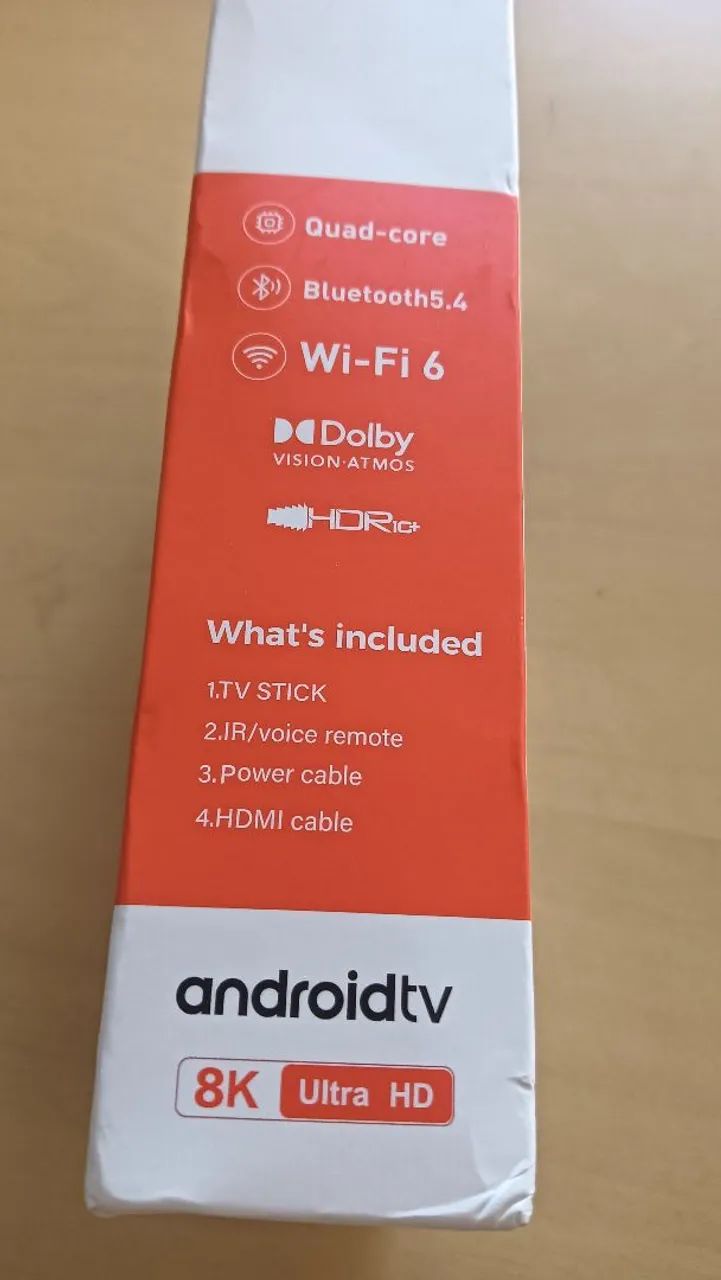 Quad-core
Bluetooth5.4
Wi-Fi 6
Dolby
VISION·ATMOS
HDR10+
What's included
1.TV STICK
2.IR/voice remote
3.Power cable
4.HDMI cable
androidtv
8K Ultra HD